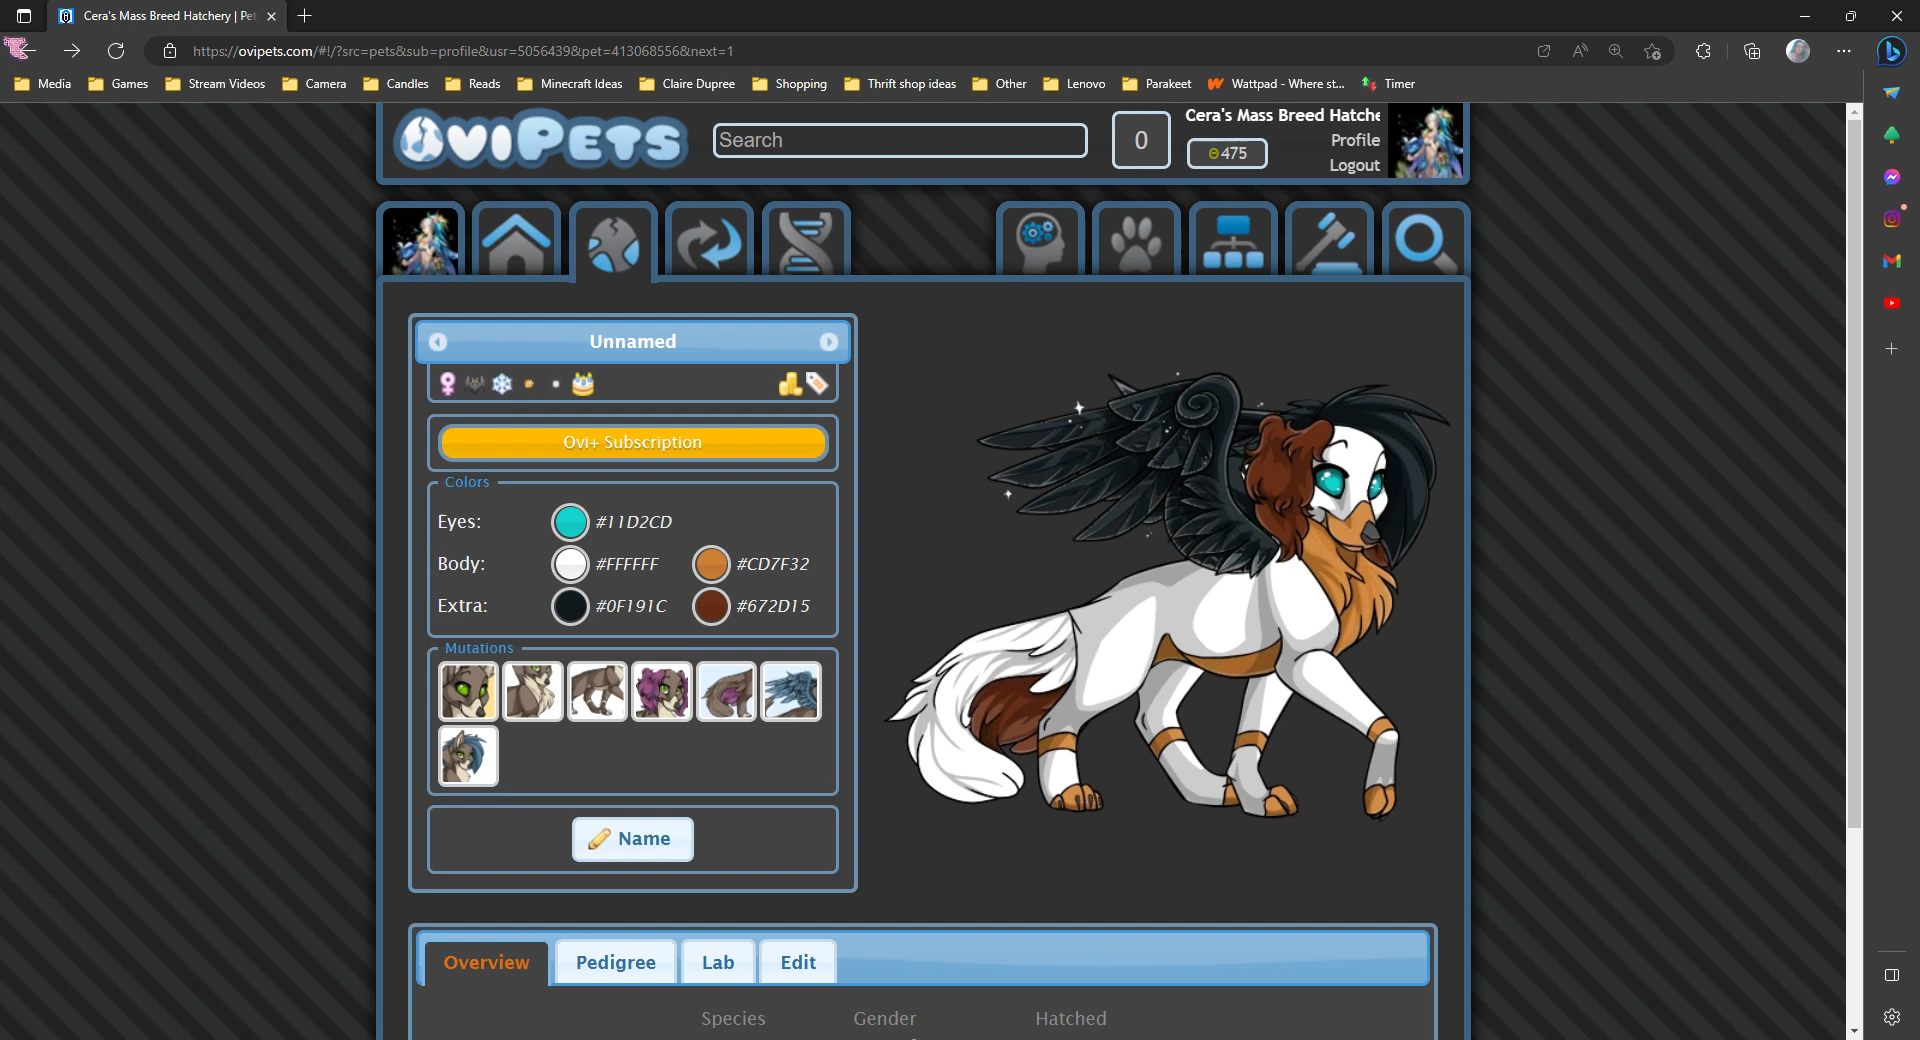 Cera's Mass Breed Hatchery | Pet
https://ovipets.com/#!/?src=pets&sub=profile&usr=5056439&pet=413068556&next=1
Media Games Stream Videos Camera Candles Reads Minecraft Ideas Claire Dupree Shopping Thrift shop ideas Other Lenovo Parakeet Wattpad - Where st... Timer
OviPets
Search
0
Cera's Mass Breed Hatche
475
Profile
Logout
Unnamed
Ovi+ Subscription
Colors
Eyes: #11D2CD
Body: #FFFFFF #CD7F32
Extra: #0F191C #672D15
Mutations
Name
Overview Pedigree Lab Edit
Species Gender Hatched